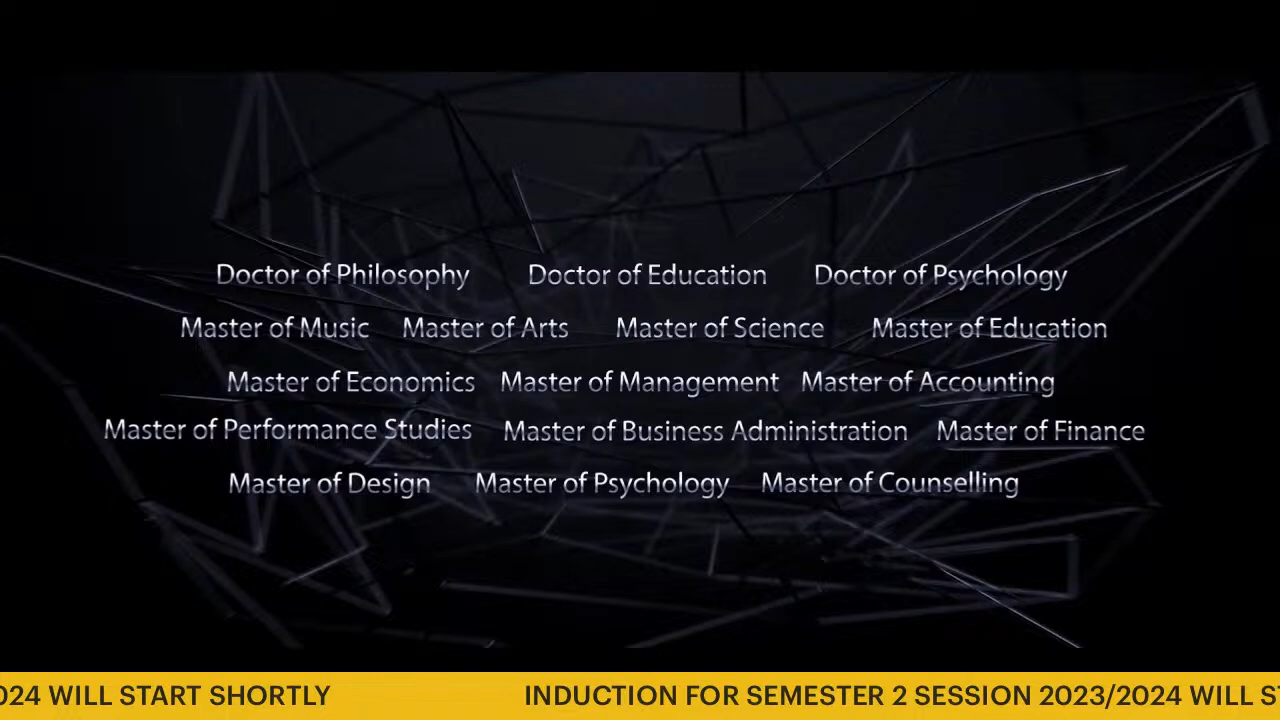 Doctor of Philosophy Doctor of Education Doctor of Psychology
Master of Music Master of Arts Master of Science Master of Education
Master of Economics Master of Management Master of Accounting
Master of Performance Studies Master of Business Administration Master of Finance
Master of Design Master of Psychology Master of Counselling
024 WILL START SHORTLY INDUCTION FOR SEMESTER 2 SESSION 2023/2024 WILL